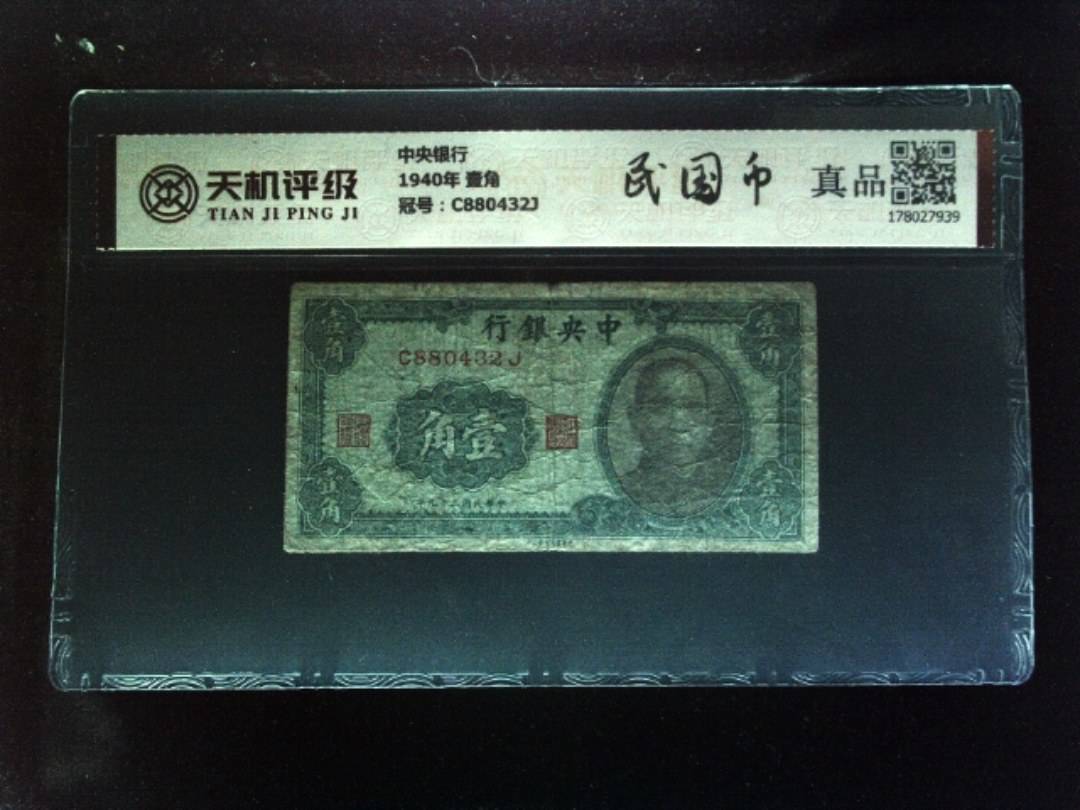 天机评级
TIAN JI PING JI
中央银行
1940年 壹角
冠号：C880432J
民国币
真品
178027939
行銀央中
C880432J
壹角
壹角
角壹
壹角
壹角